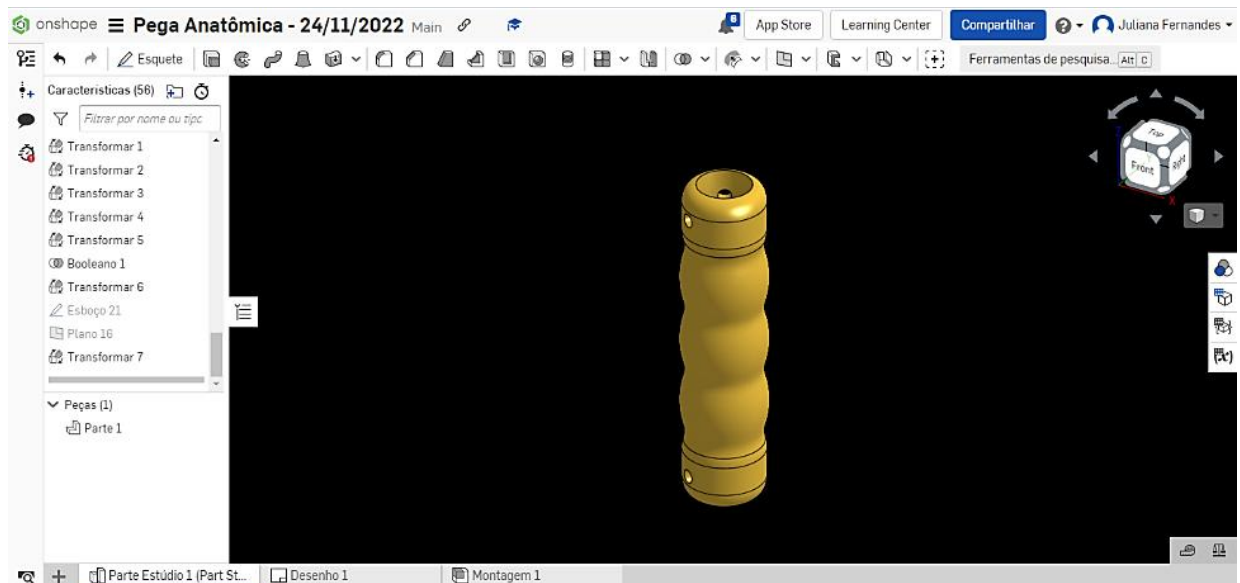 onshape Pega Anatômica - 24/11/2022 Main 6 App Store Learning Center Compartilhar Juliana Fernandes
Esquete Ferramentas de pesquisa... Alt C
Características (56)
Filtrar por nome ou tipc
Transformar 1
Transformar 2
Transformar 3
Transformar 4
Transformar 5
Booleano 1
Transformar 6
Esboço 21
Plano 16
Transformar 7
Peças (1)
Parte 1
Top
Front
Right
Z
X
(x)
Parte Estúdio 1 (Part St... Desenho 1 Montagem 1